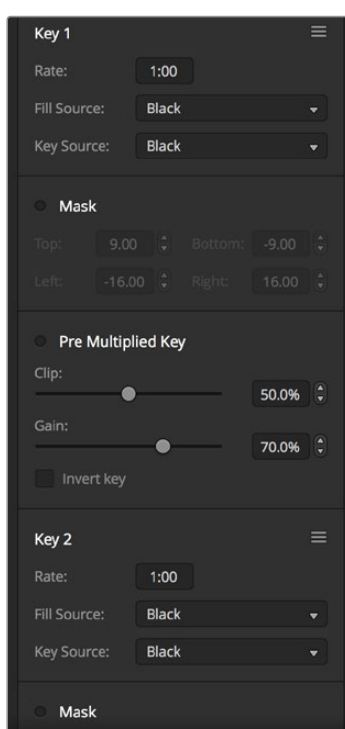 Key 1
Rate: 1:00
Fill Source: Black
Key Source: Black
Mask
Top: 9.00 Bottom: -9.00
Left: -16.00 Right: 16.00
Pre Multiplied Key
Clip:
50.0%
Gain:
70.0%
Invert key
Key 2
Rate: 1:00
Fill Source: Black
Key Source: Black
Mask